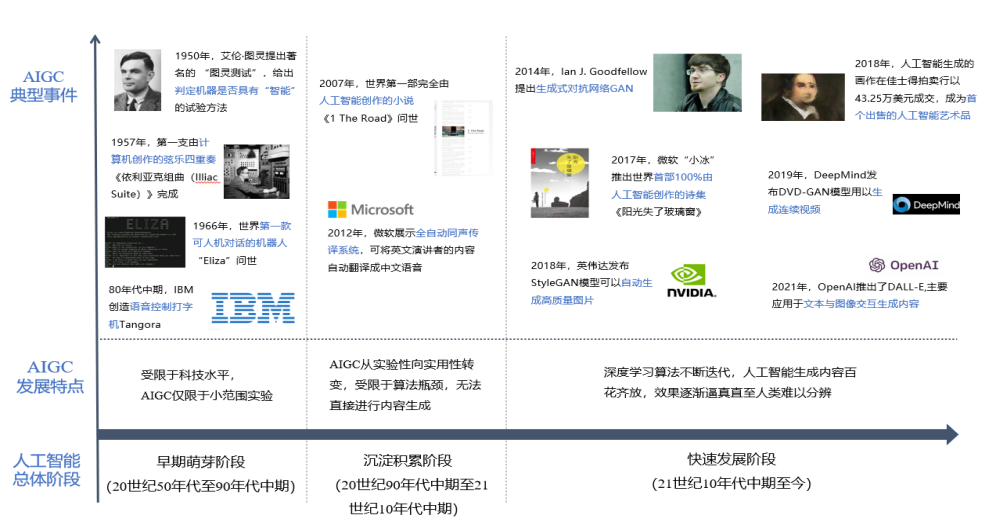 AIGC
典型事件
1950年，艾伦·图灵提出著
名的 “图灵测试” ，给出
判定机器是否具有“智能”
的试验方法
1957年，第一支由计
算机创作的弦乐四重奏
《依利亚克组曲（Illiac
Suite）》完成
ELIZA
1966年，世界第一款
可人机对话的机器人
“Eliza”问世
80年代中期，IBM
创造语音控制打字
机Tangora
IBM
2007年，世界第一部完全由
人工智能创作的小说
《1 The Road》问世
1 The Road
Microsoft
2012年，微软展示全自动同声传
译系统，可将英文演讲者的内容
自动翻译成中文语音
2014年，Ian J. Goodfellow
提出生成式对抗网络GAN
2018年，人工智能生成的
画作在佳士得拍卖行以
43.25万美元成交，成为首
个出售的人工智能艺术品
2017年，微软“小冰”
推出世界首部100%由
人工智能创作的诗集
《阳光失了玻璃窗》
2019年，DeepMind发
布DVD-GAN模型用以生
成连续视频
DeepMind
2018年，英伟达发布
StyleGAN模型可以自动生
成高质量图片
NVIDIA.
OpenAI
2021年，OpenAI推出了DALL-E,主要
应用于文本与图像交互生成内容
AIGC
发展特点
受限于科技水平，
AIGC仅限于小范围实验
AIGC从实验性向实用性转
变，受限于算法瓶颈，无法
直接进行内容生成
深度学习算法不断迭代，人工智能生成内容百
花齐放，效果逐渐逼真直至人类难以分辨
人工智能
总体阶段
早期萌芽阶段
(20世纪50年代至90年代中期）
沉淀积累阶段
(20世纪90年代中期至21
世纪10年代中期）
快速发展阶段
(21世纪10年代中期至今）